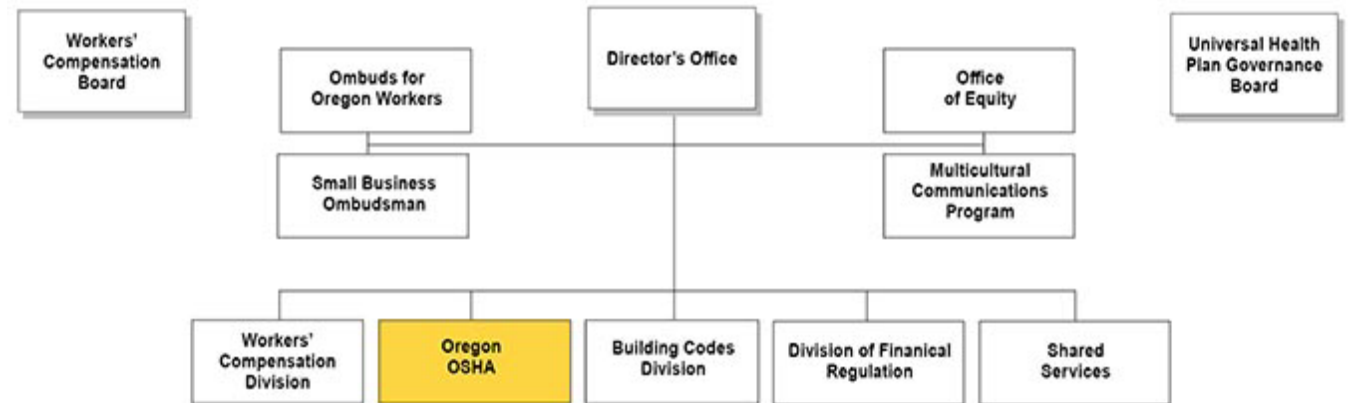 Workers'
Compensation
Board
Ombuds for
Oregon Workers
Director's Office
Office
of Equity
Universal Health
Plan Governance
Board
Small Business
Ombudsman
Multicultural
Communications
Program
Workers'
Compensation
Division
Oregon
OSHA
Building Codes
Division
Division of Finanical
Regulation
Shared
Services